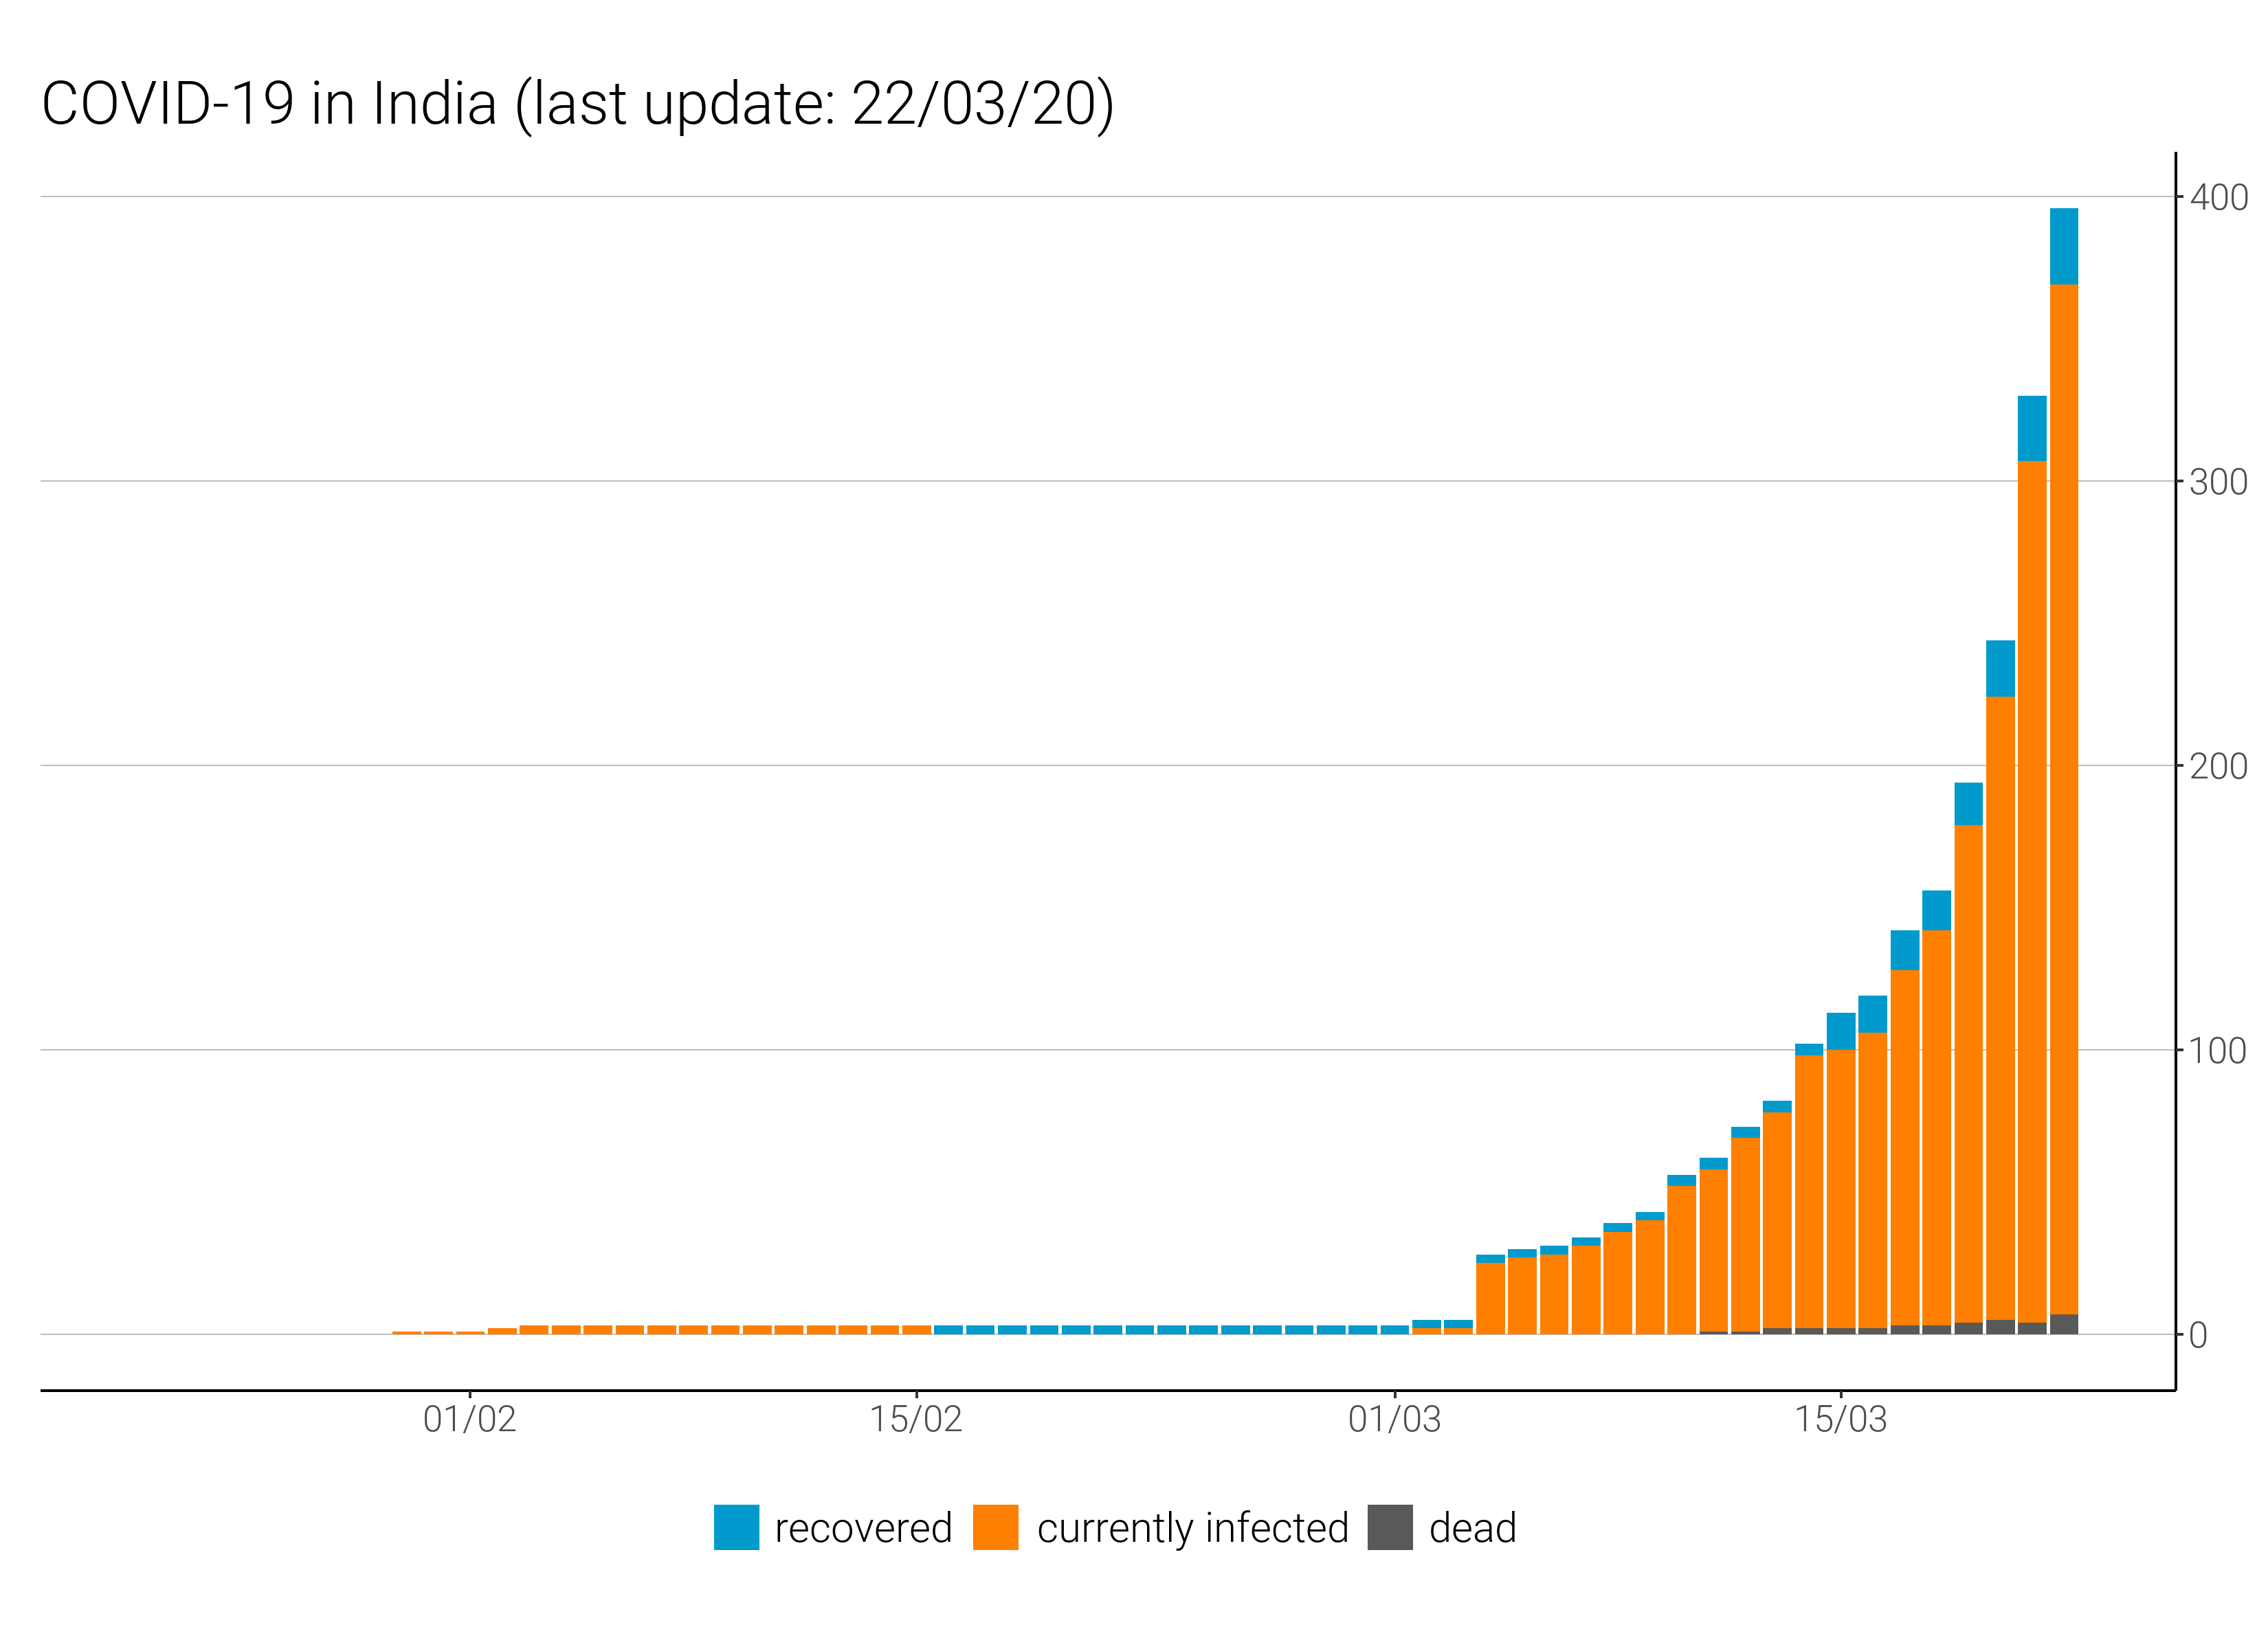 COVID-19 in India (last update: 22/03/20)
400
300
200
100
0
01/02 15/02 01/03 15/03
recovered currently infected dead